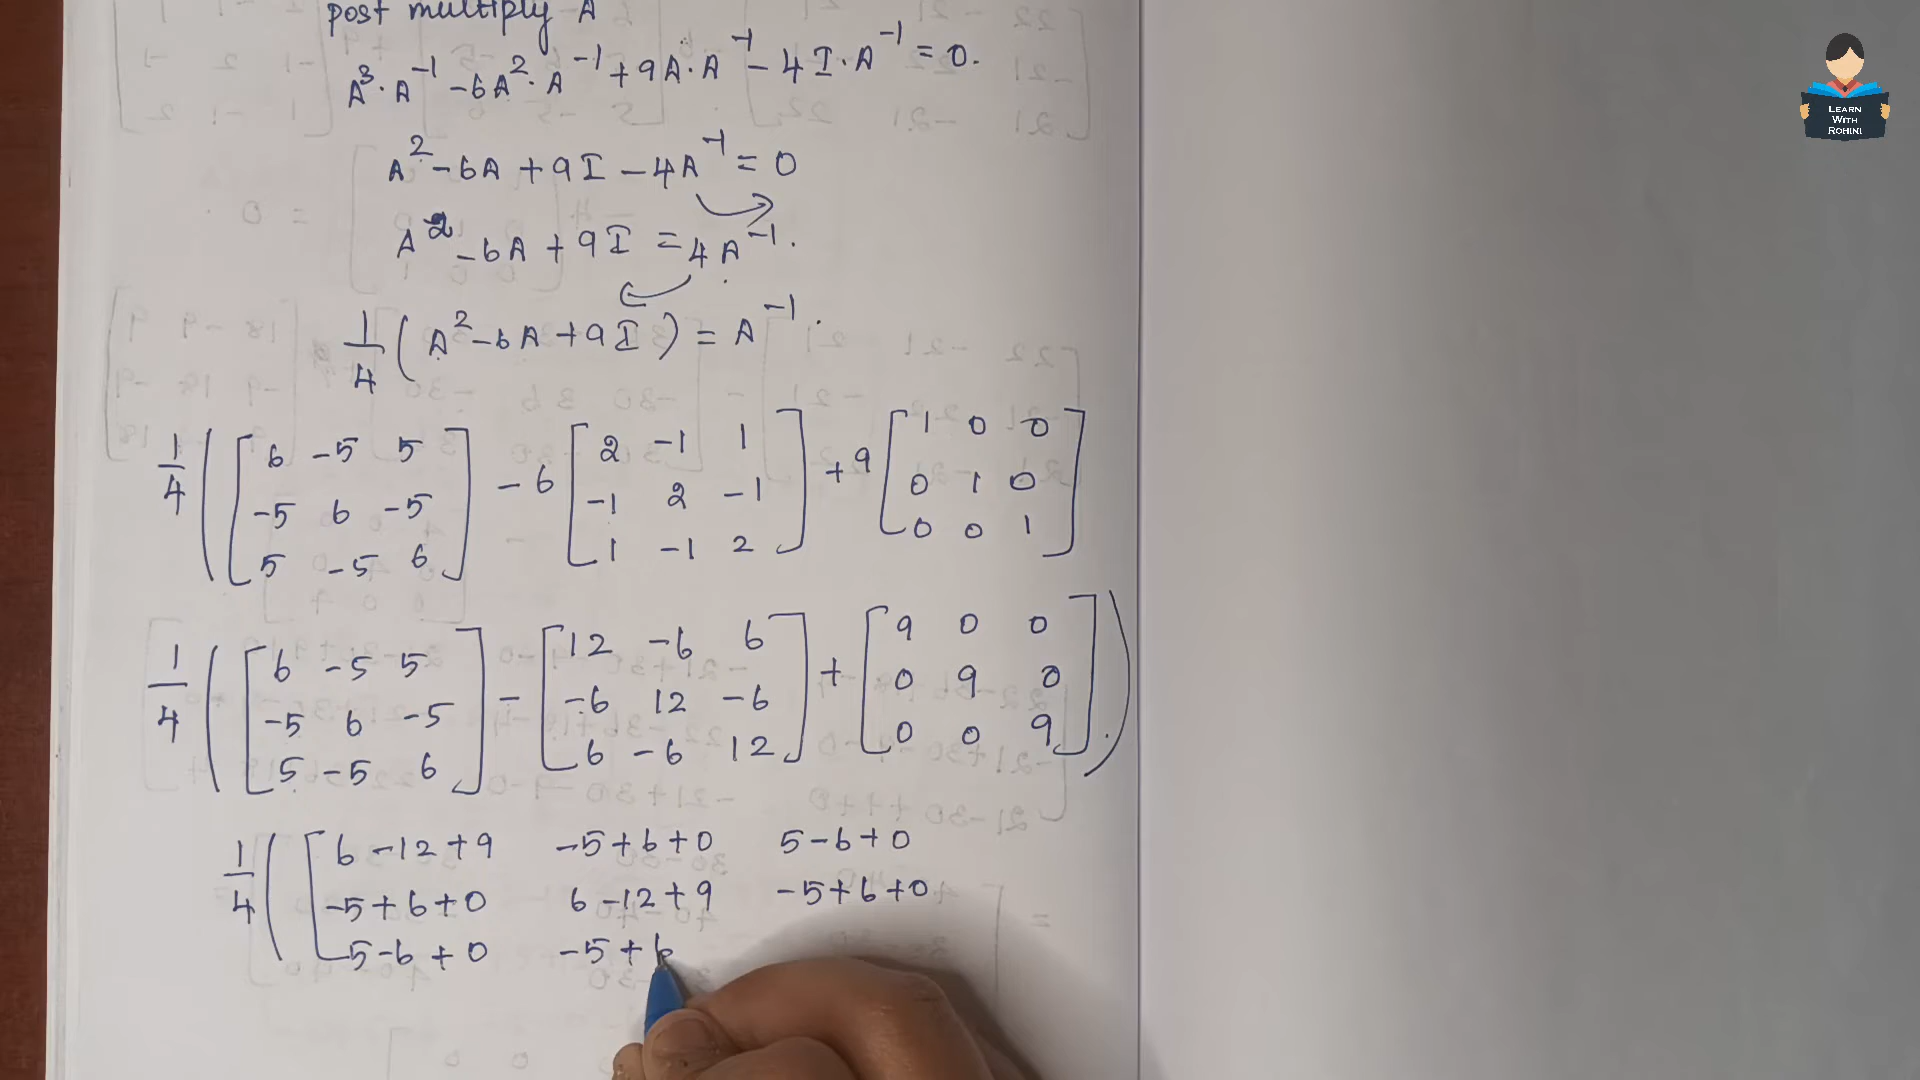 post multiply A
A³· A⁻¹ -6A²· A⁻¹ +9A·A⁻¹ - 4I·A⁻¹ = 0.
A² -6A +9I -4A⁻¹ = 0
A² -6A +9I = 4A⁻¹.
1/4 ( A² -6A +9I ) = A⁻¹.
1/4 ( [ 6 -5 5 ] - 6 [ 2 -1 1 ] +9 [ 1 0 0 ]
-5 6 -5 -1 2 -1 0 1 0
5 -5 6 1 -1 2 0 0 1
1/4 ( [ 6 -5 5 ] - [ 12 -6 6 ] + [ 9 0 0 ] ).
-5 6 -5 -6 12 -6 0 9 0
5 -5 6 6 -6 12 0 0 9
1/4 ( [ 6 -12 +9 -5+6+0 5-6+0
-5+6+0 6-12+9 -5+6+0
5-6+0 -5+6
LEARN
WITH
ROHINI